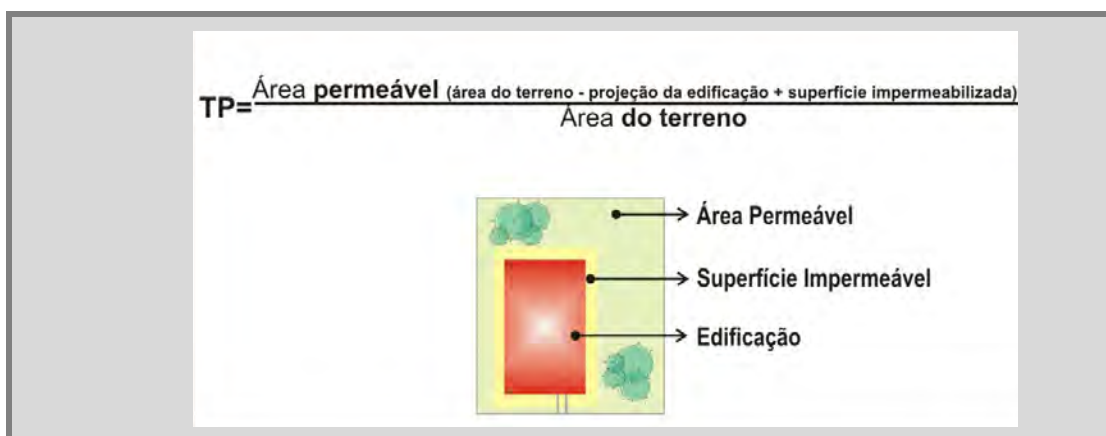 TP=
Área permeável (área do terreno - projeção da edificação + superfície impermeabilizada)
Área do terreno
Área Permeável
Superfície Impermeável
Edificação